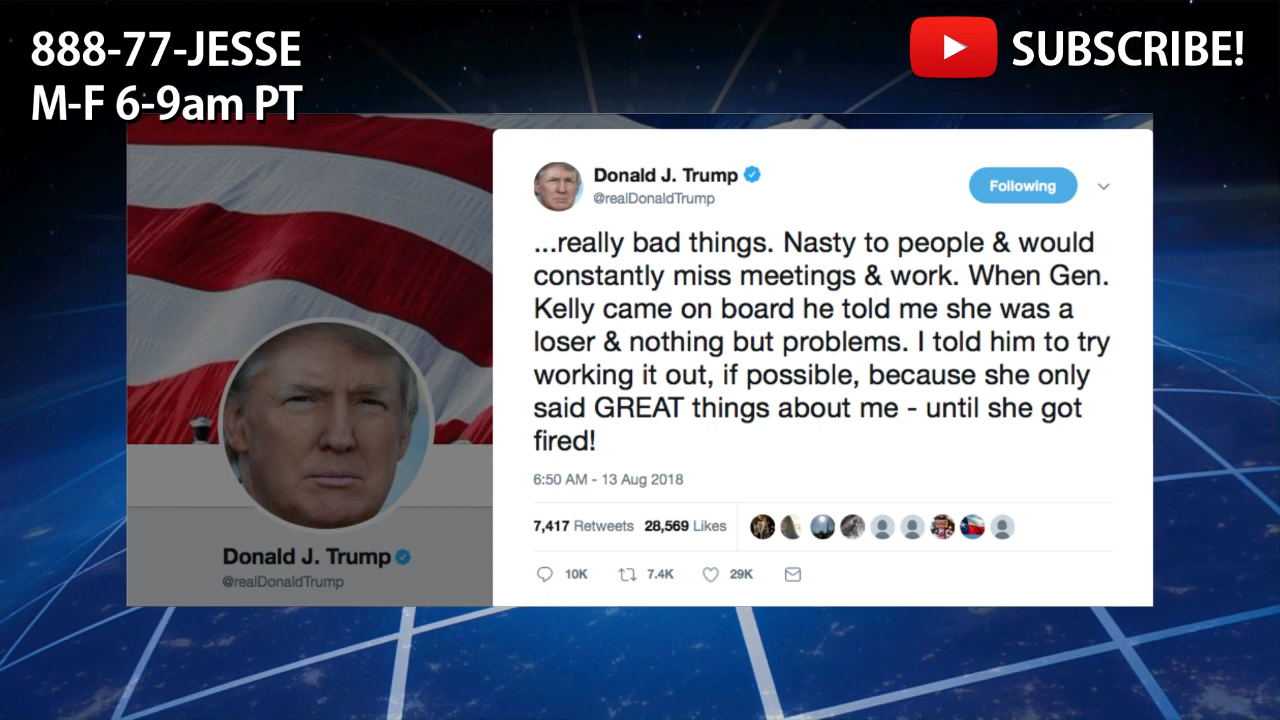 888-77-JESSE
M-F 6-9am PT
SUBSCRIBE!
Donald J. Trump
@realDonaldTrump
Following
...really bad things. Nasty to people & would
constantly miss meetings & work. When Gen.
Kelly came on board he told me she was a
loser & nothing but problems. I told him to try
working it out, if possible, because she only
said GREAT things about me - until she got
fired!
6:50 AM - 13 Aug 2018
7,417 Retweets 28,569 Likes
10K 7.4K 29K
Donald J. Trump
@realDonaldTrump